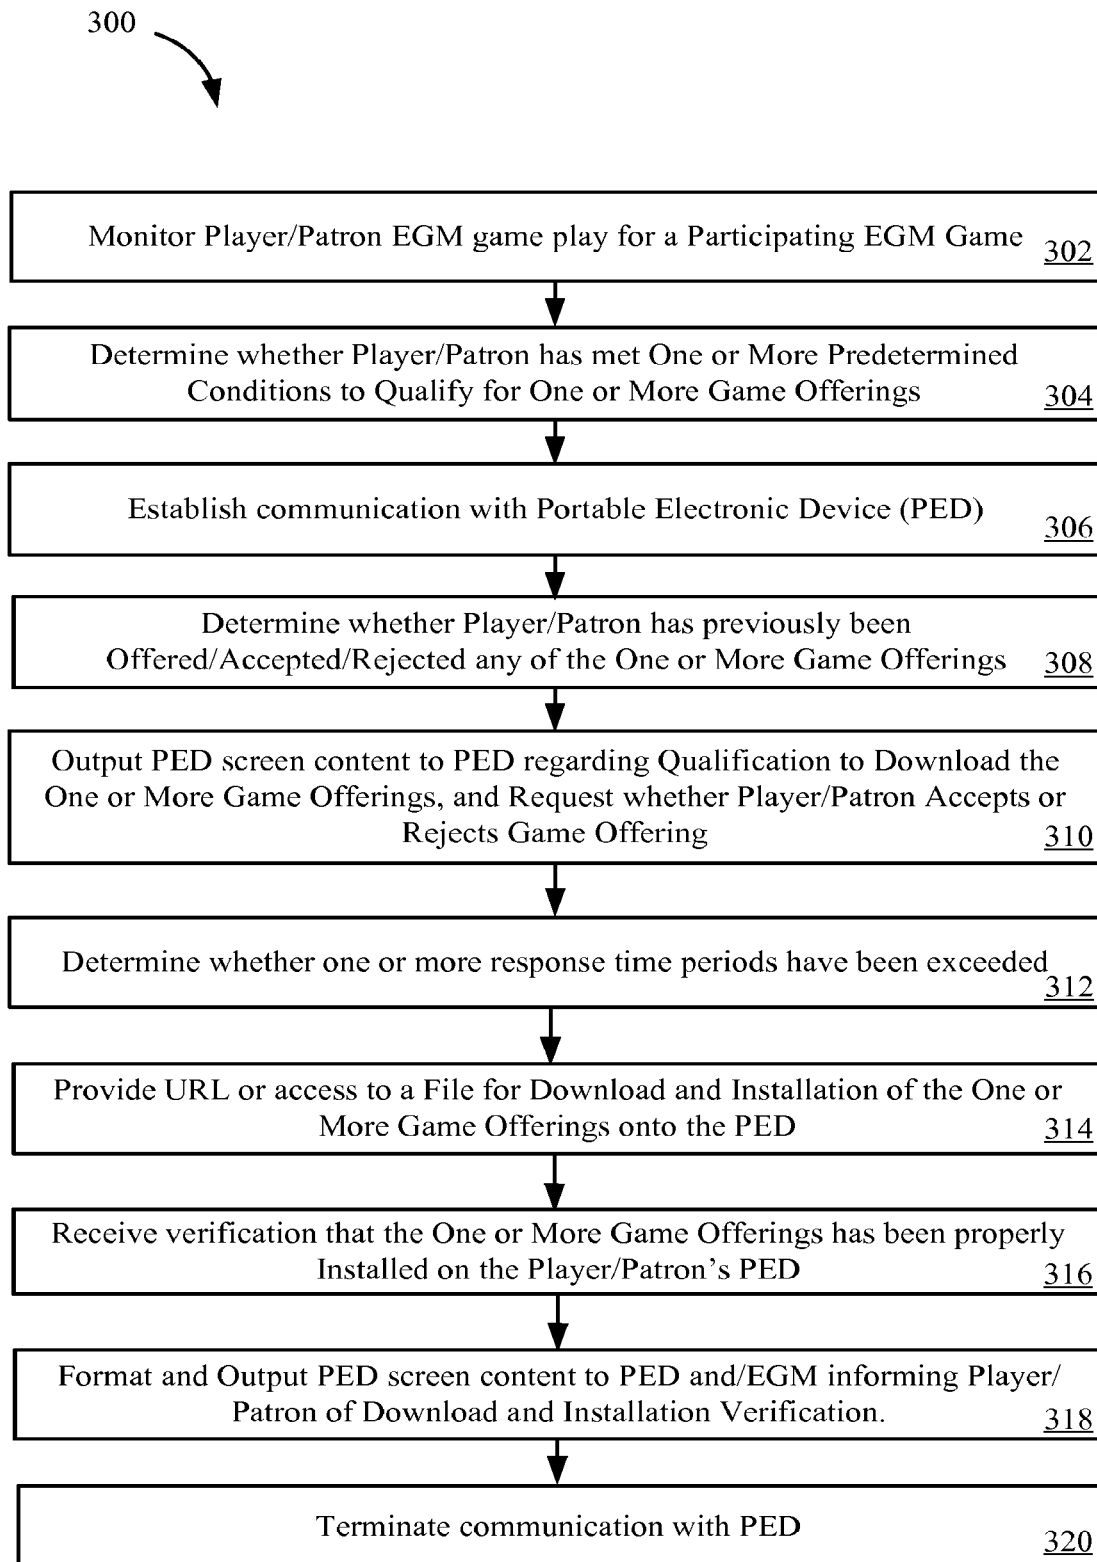 300
Monitor Player/Patron EGM game play for a Participating EGM Game
302
Determine whether Player/Patron has met One or More Predetermined
Conditions to Qualify for One or More Game Offerings
304
Establish communication with Portable Electronic Device (PED)
306
Determine whether Player/Patron has previously been
Offered/Accepted/Rejected any of the One or More Game Offerings
308
Output PED screen content to PED regarding Qualification to Download the
One or More Game Offerings, and Request whether Player/Patron Accepts or
Rejects Game Offering
310
Determine whether one or more response time periods have been exceeded
312
Provide URL or access to a File for Download and Installation of the One or
More Game Offerings onto the PED
314
Receive verification that the One or More Game Offerings has been properly
Installed on the Player/Patron's PED
316
Format and Output PED screen content to PED and/EGM informing Player/
Patron of Download and Installation Verification.
318
Terminate communication with PED
320